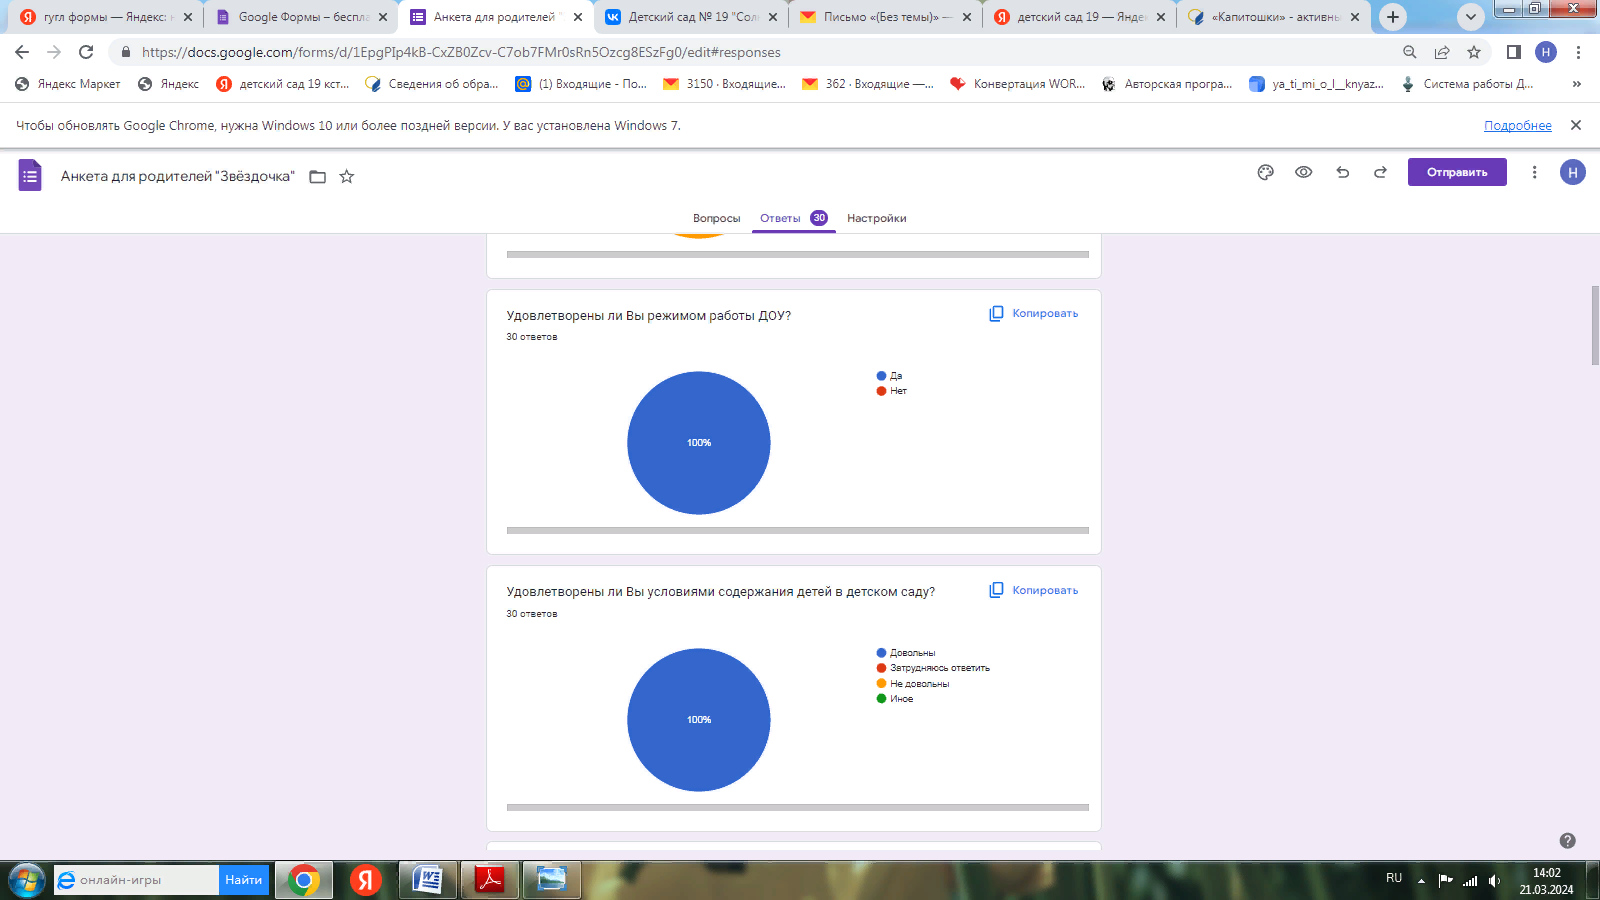 гугл формы — Яндекс:
Google Формы – беспла
Анкета для родителей "
Детский сад № 19 "Сол
Письмо «(Без темы)» —
детский сад 19 — Янде
«Капитошки» - активны
https://docs.google.com/forms/d/1EpgPIp4kB-CxZB0Zcv-C7ob7FMr0sRn5Ozcg8ESzFg0/edit#responses
Н
Яндекс Маркет
Яндекс
детский сад 19 кст...
Сведения об обра...
(1) Входящие - По...
3150 · Входящие...
362 · Входящие —...
Конвертация WOR...
Авторская програ...
ya_ti_mi_o_l__knyaz...
Система работы Д...
Чтобы обновлять Google Chrome, нужна Windows 10 или более поздней версии. У вас установлена Windows 7.
Подробнее
Анкета для родителей "Звёздочка"
Отправить
Н
Вопросы
Ответы 30
Настройки
Удовлетворены ли Вы режимом работы ДОУ?
Копировать
30 ответов
Да
Нет
100%
Удовлетворены ли Вы условиями содержания детей в детском саду?
Копировать
30 ответов
Довольны
Затрудняюсь ответить
Не довольны
Иное
100%
онлайн-игры
Найти
RU
14:02
21.03.2024